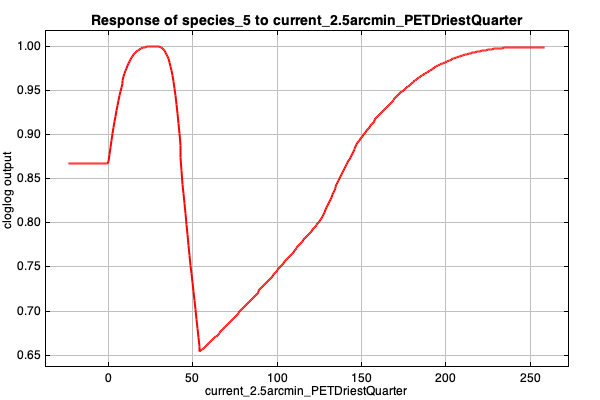 Response of species_5 to current_2.5arcmin_PETDriestQuarter
1.00
0.95
0.90
0.85
0.80
0.75
0.70
0.65
cloglog output
0 50 100 150 200 250
current_2.5arcmin_PETDriestQuarter